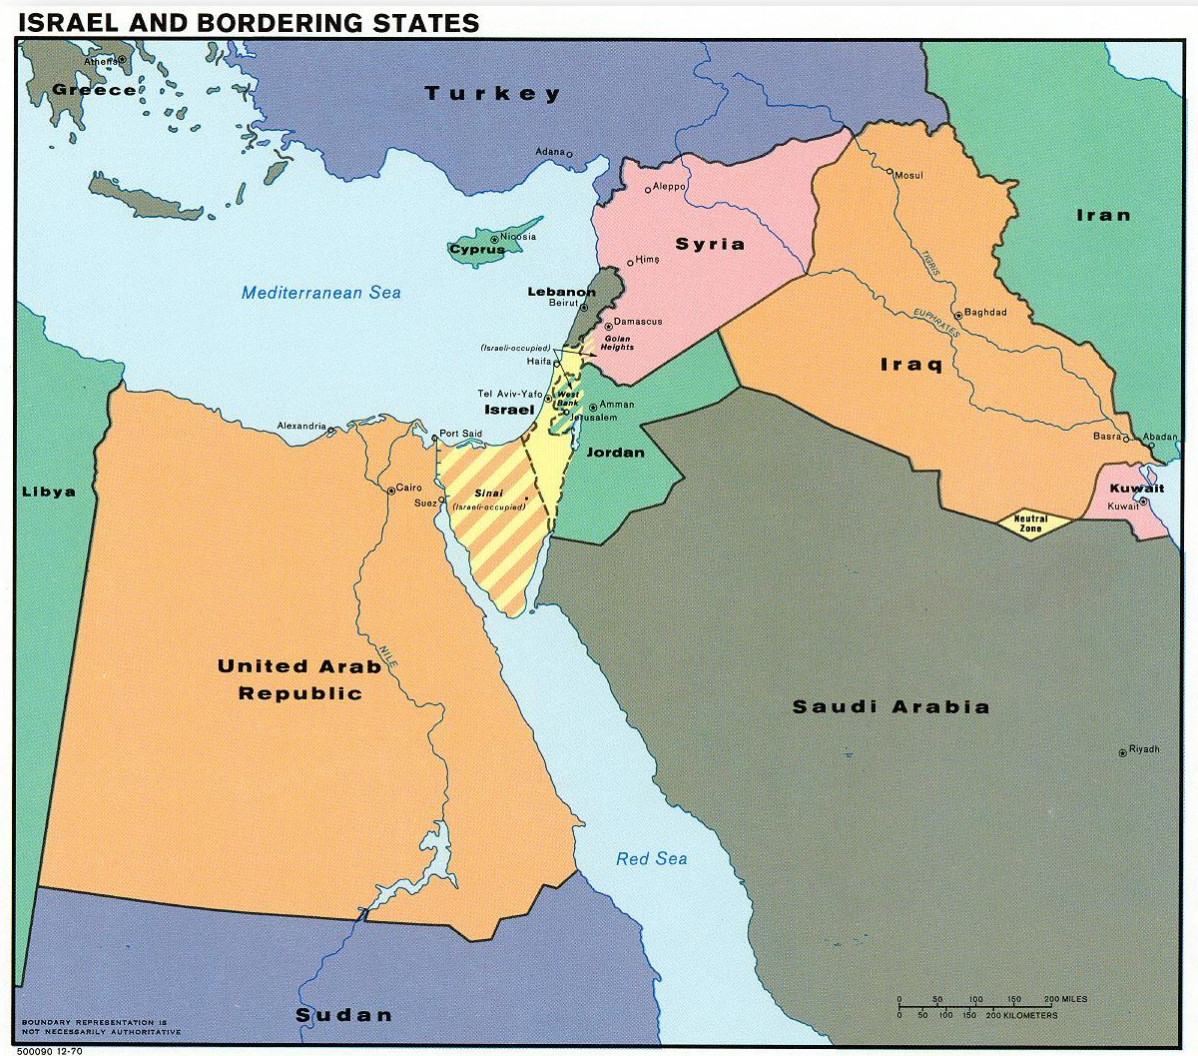 ISRAEL AND BORDERING STATES
Athens
Greece
Turkey
Adana
Mosul
Aleppo
Iran
Nicosia
Cyprus
Syria
TIGRIS
Hims
Mediterranean Sea
Lebanon
Beirut
Damascus
EUPHRATES
Baghdad
Golan
Heights
(Israeli-occupied)
Haifa
Iraq
Tel Aviv-Yafo
West
Bank
Israel
Amman
Jerusalem
Alexandria
Port Said
Basra
Abadan
Jordan
Libya
Cairo
Suez
Sinai
(Israeli-occupied)
Kuwait
Kuwait
Neutral
Zone
NILE
United Arab
Republic
Saudi Arabia
Riyadh
Red Sea
0 50 100 150 200 MILES
0 50 100 150 200 KILOMETERS
Sudan
BOUNDARY REPRESENTATION IS
NOT NECESSARILY AUTHORITATIVE
500090 12-70